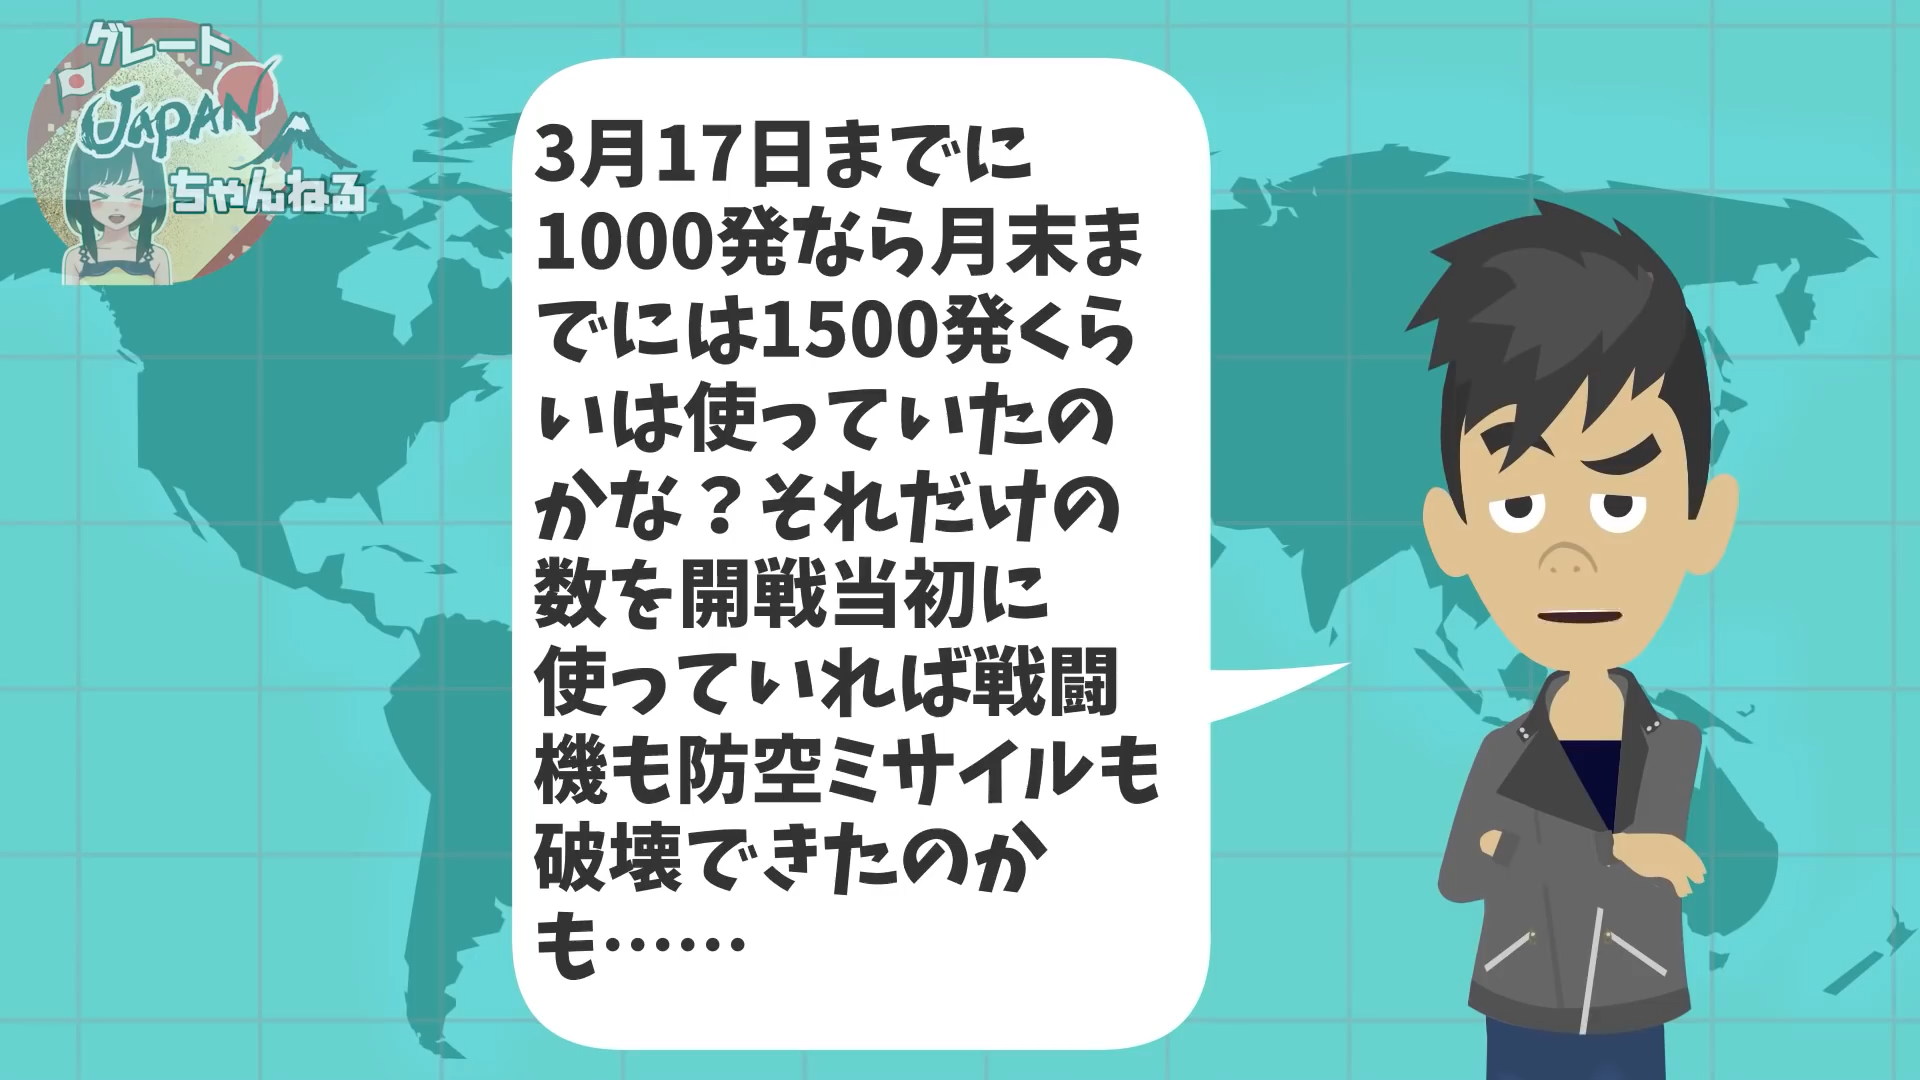 グレート
JAPAN
ちゃんねる
3月17日までに
1000発なら月末ま
でには1500発くら
いは使っていたの
かな？それだけの
数を開戦当初に
使っていれば戦闘
機も防空ミサイルも
破壊できたのか
も……